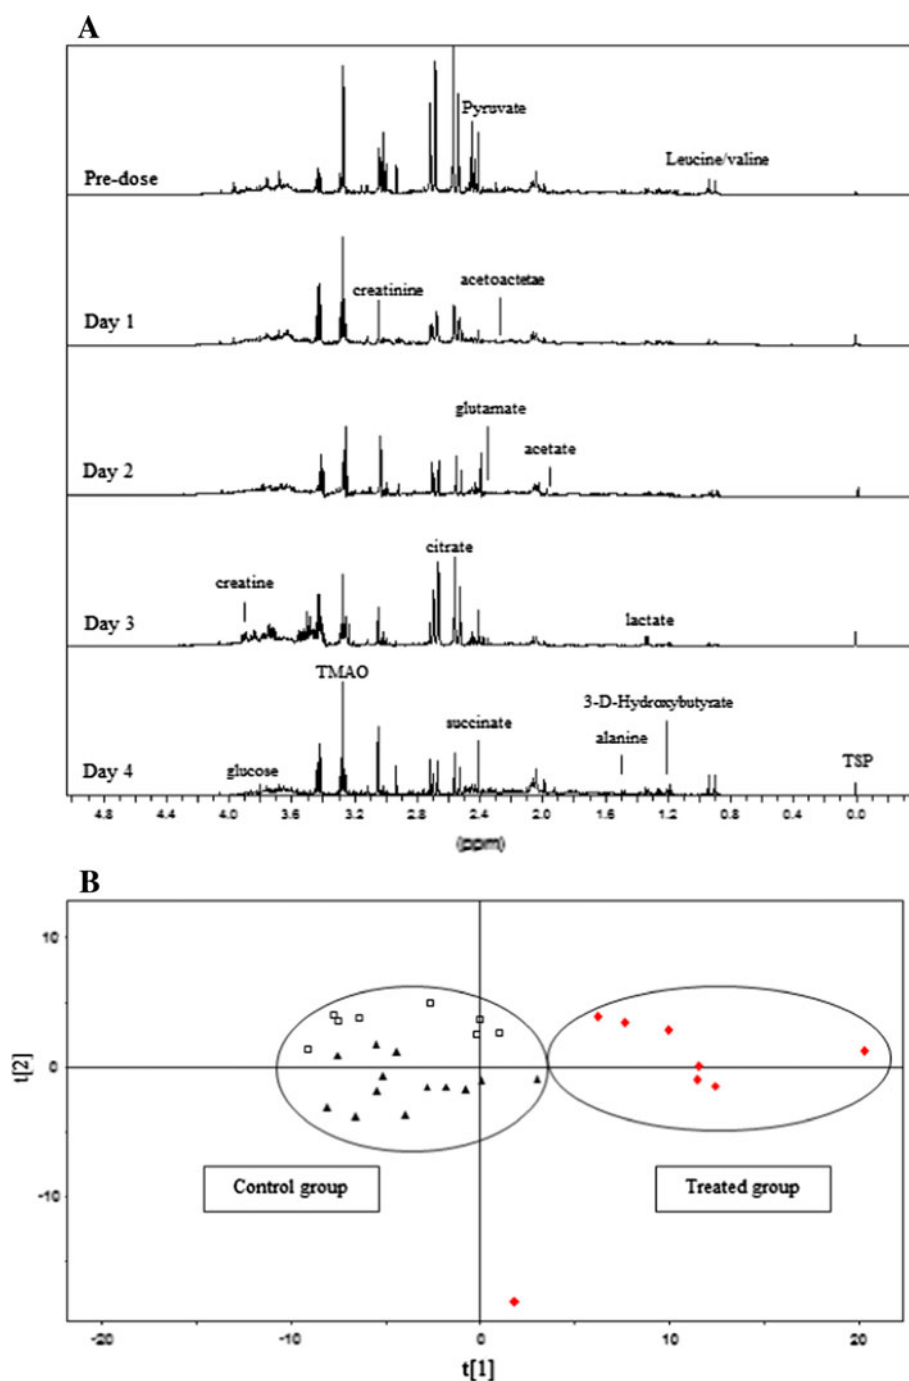 A
Pyruvate
Leucine/valine
Pre-dose
acetoactetae
creatinine
Day 1
glutamate
acetate
Day 2
citrate
creatine
lactate
Day 3
TMAO
3-D-Hydroxybutyrate
succinate
alanine
TSP
glucose
Day 4
4.8 4.4 4.0 3.6 3.2 2.8 2.4 2.0 1.6 1.2 0.8 0.4 0.0
(ppm)
B
10
0
-10
t[2]
Control group
Treated group
-20 -10 0 10 20
t[1]